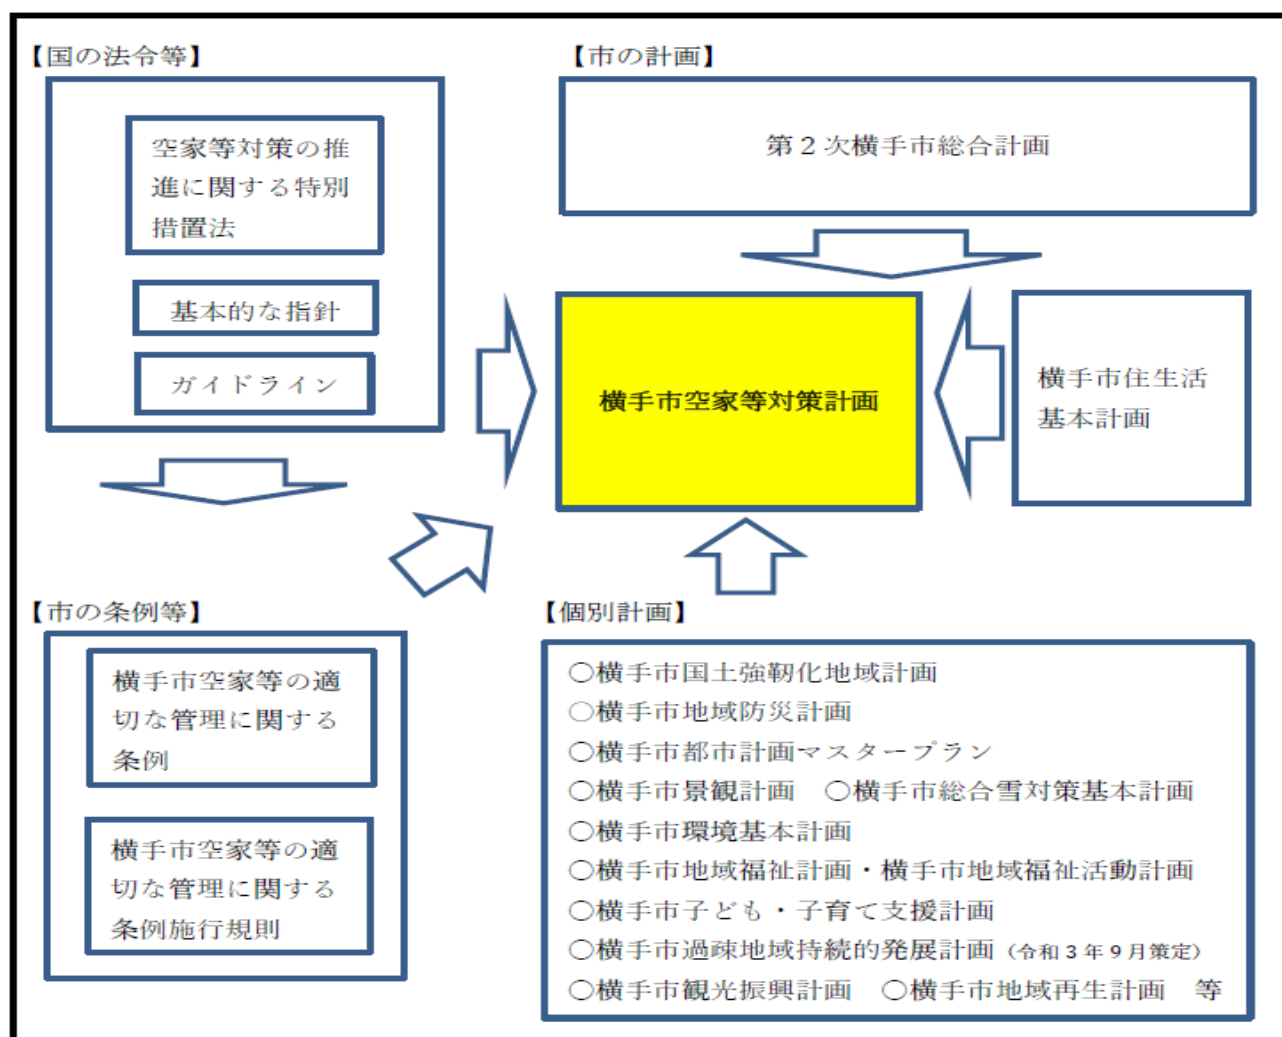 【国の法令等】
空家等対策の推
進に関する特別
措置法
基本的な指針
ガイドライン
【市の計画】
第2次横手市総合計画
横手市空家等対策計画
横手市住生活
基本計画
【市の条例等】
横手市空家等の適
切な管理に関する
条例
横手市空家等の適
切な管理に関する
条例施行規則
【個別計画】
○横手市国土強靭化地域計画
○横手市地域防災計画
○横手市都市計画マスタープラン
○横手市景観計画　○横手市総合雪対策基本計画
○横手市環境基本計画
○横手市地域福祉計画・横手市地域福祉活動計画
○横手市子ども・子育て支援計画
○横手市過疎地域持続的発展計画（令和3年9月策定）
○横手市観光振興計画　○横手市地域再生計画　等